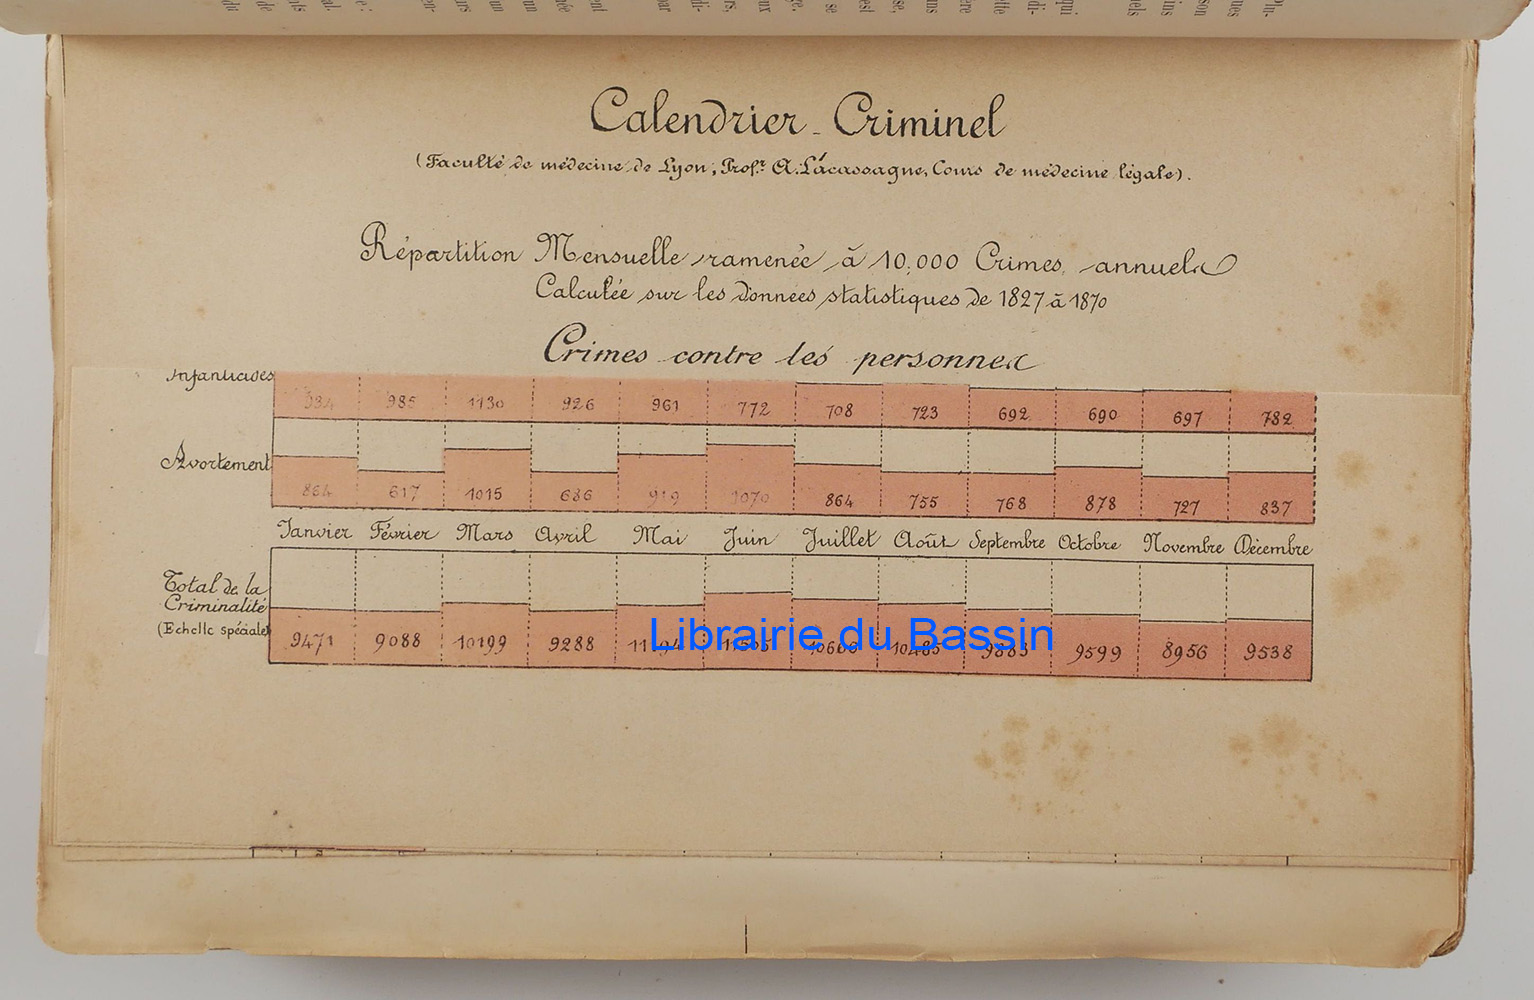 Calendrier - Criminel
(Faculté de médecine de Lyon; Profr. A. Lacassagne, Cours de médecine légale).
Répartition Mensuelle ramenée à 10,000 Crimes annuels
Calculée sur les données statistiques de 1827 à 1870
Crimes contre les personnes
Infanticides 985 1130 926 961 772 708 723 692 690 697 782
Avortement 864 617 1015 686 919 1070 864 755 768 878 727 837
Janvier Février Mars Avril Mai Juin Juillet Août Septembre Octobre Novembre Décembre
Total de la
Criminalité
(Echelle spéciale) 9471 9088 10199 9288 10485 9599 8956 9538
Librairie du Bassin